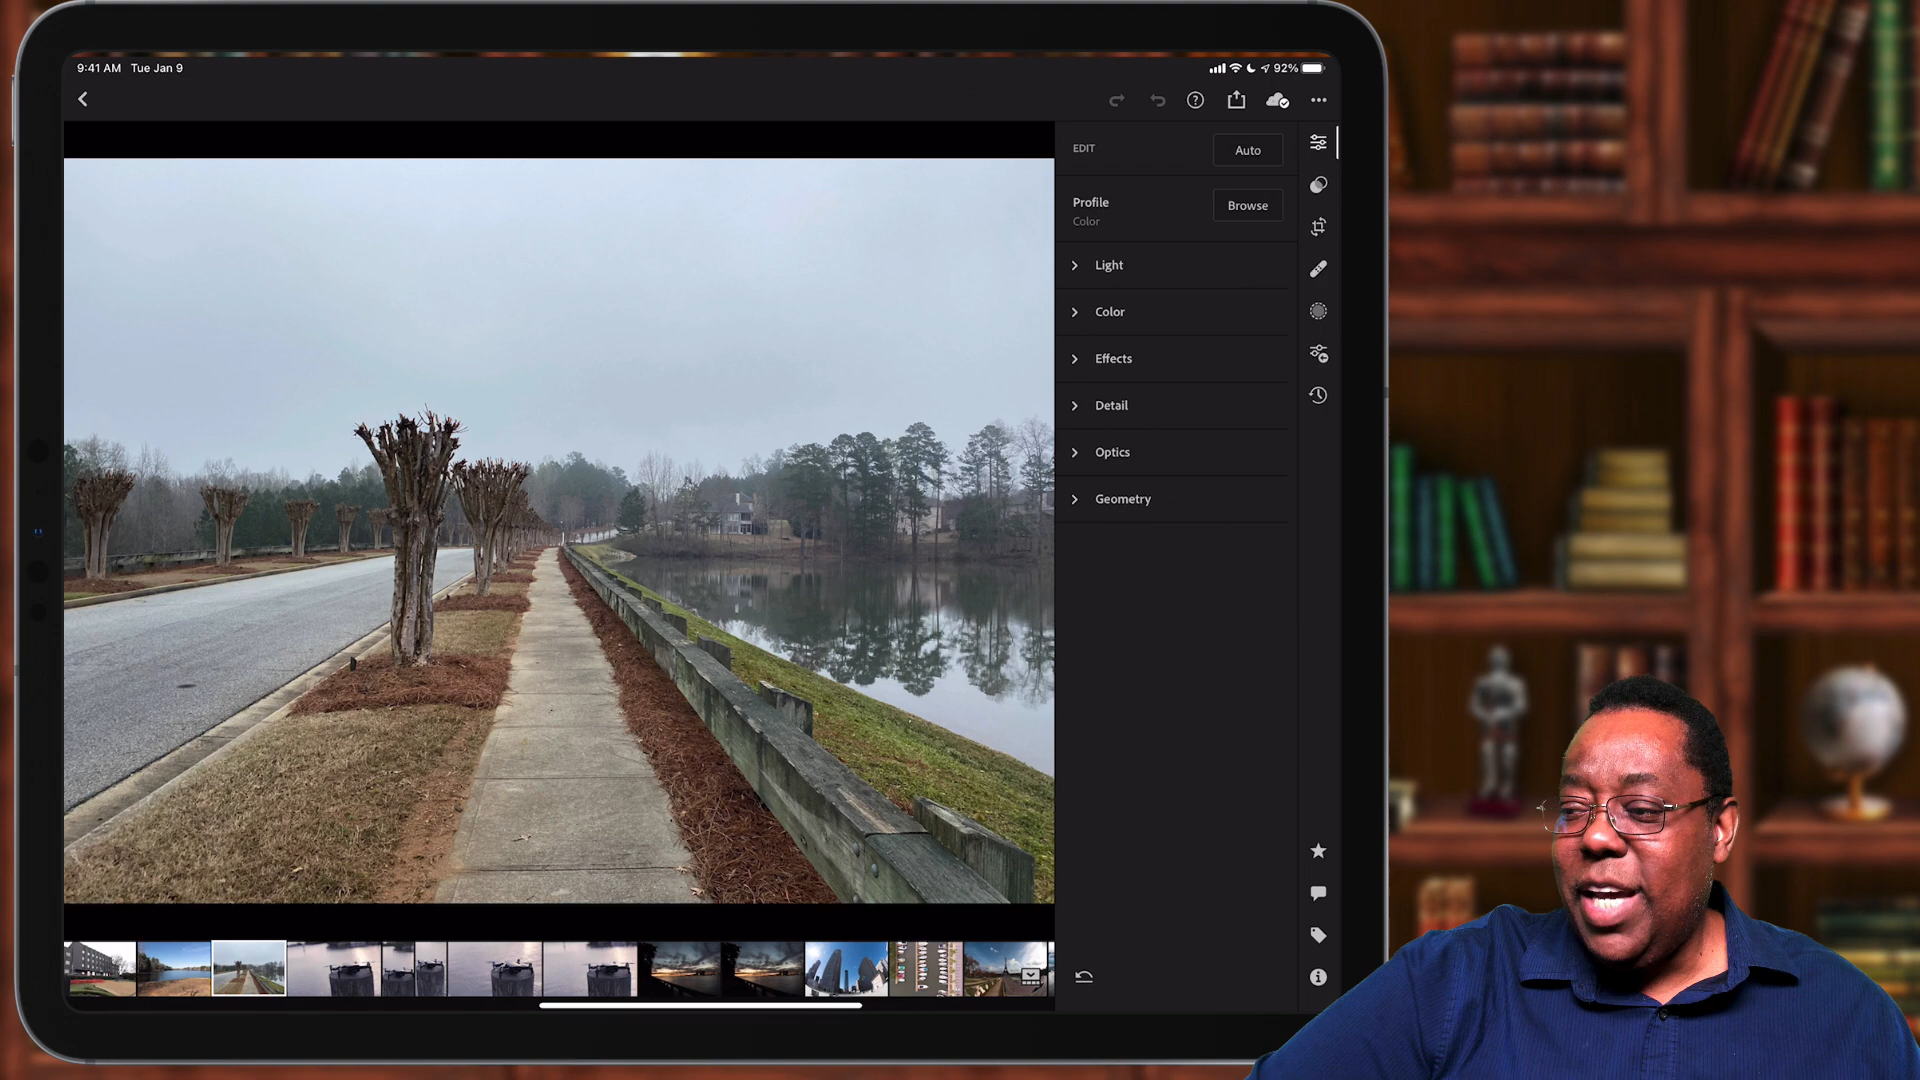 9:41 AM Tue Jan 9
92%
EDIT
Auto
Profile
Color
Browse
Light
Color
Effects
Detail
Optics
Geometry